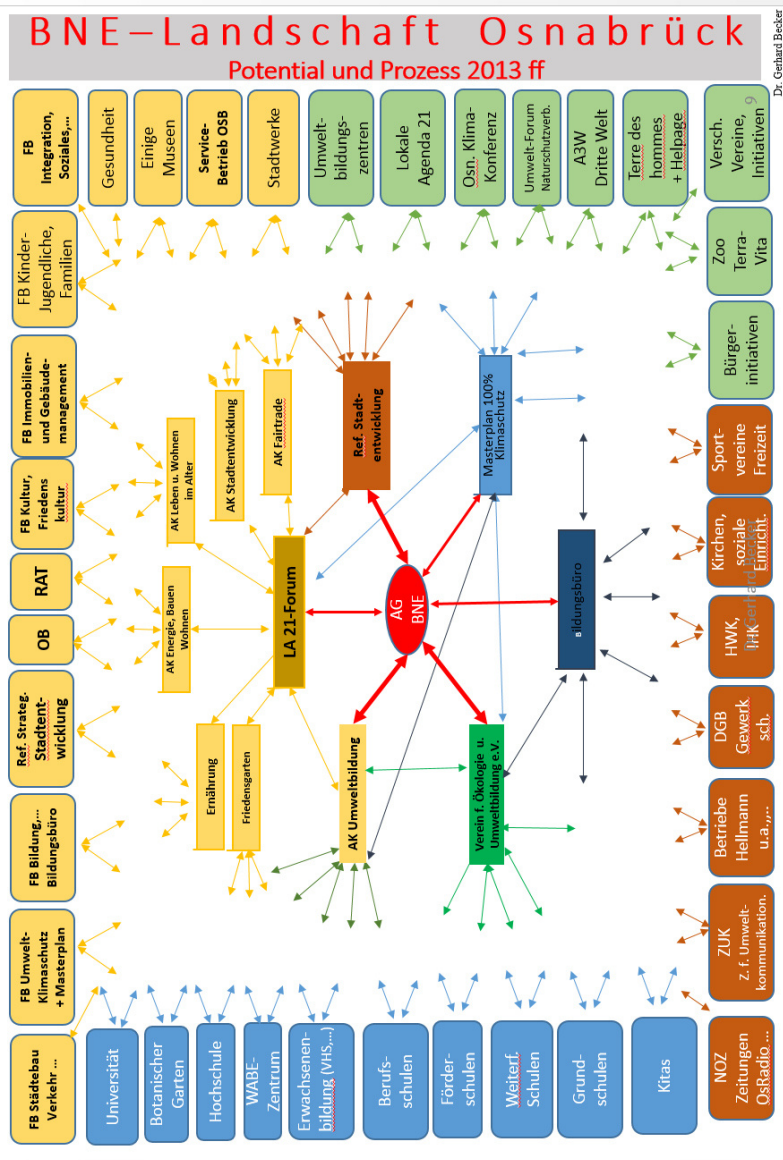 BNE–Landschaft Osnabrück
Potential und Prozess 2013 ff
Dr. Gerhard Becker
FB
Integration,
Soziales,...
Gesundheit
Einige
Museen
Service-
Betrieb OSB
Stadtwerke
Umwelt-
bildungs-
zentren
Lokale
Agenda 21
Osn. Klima-
Konferenz
Umwelt-Forum
Naturschutzverb.
A3W
Dritte Welt
Terre des
hommes
+ Helpage
Versch.
Vereine,
Initiativen
9
FB Kinder-
Jugendliche,
Familien
Zoo
Terra-
Vita
FB Immobilien-
und Gebäude-
management
Bürger-
initiativen
FB Kultur,
Friedens
kultur
Sport-
vereine
Freizeit
RAT
Kirchen,
soziale
Einricht.
OB
HWK,
IHK
Dr. Gerhard Becker
Ref. Strateg.
Stadtent-
wicklung
DGB
Gewerk
sch.
FB Bildung,...
Bildungsbüro
Betriebe
Hellmann
u.a.,..
FB Umwelt-
Klimaschutz
+ Masterplan
ZUK
Z. f. Umwelt-
kommunikation.
FB Städtebau
Verkehr ...
NOZ
Zeitungen
OsRadio ...
AK Leben u. Wohnen
im Alter
AK Stadtentwicklung
AK Fairtrade
Ref. Stadt-
entwicklung
Masterplan 100%
Klimaschutz
AK Energie, Bauen
Wohnen
LA 21-Forum
AG
BNE
Bildungsbüro
Ernährung
Friedensgarten
AK Umweltbildung
Verein f. Ökologie u.
Umweltbildung e.V.
Universität
Botanischer
Garten
Hochschule
WABE-
Zentrum
Erwachsenen-
bildung (VHS,...)
Berufs-
schulen
Förder-
schulen
Weiterf.
Schulen
Grund-
schulen
Kitas